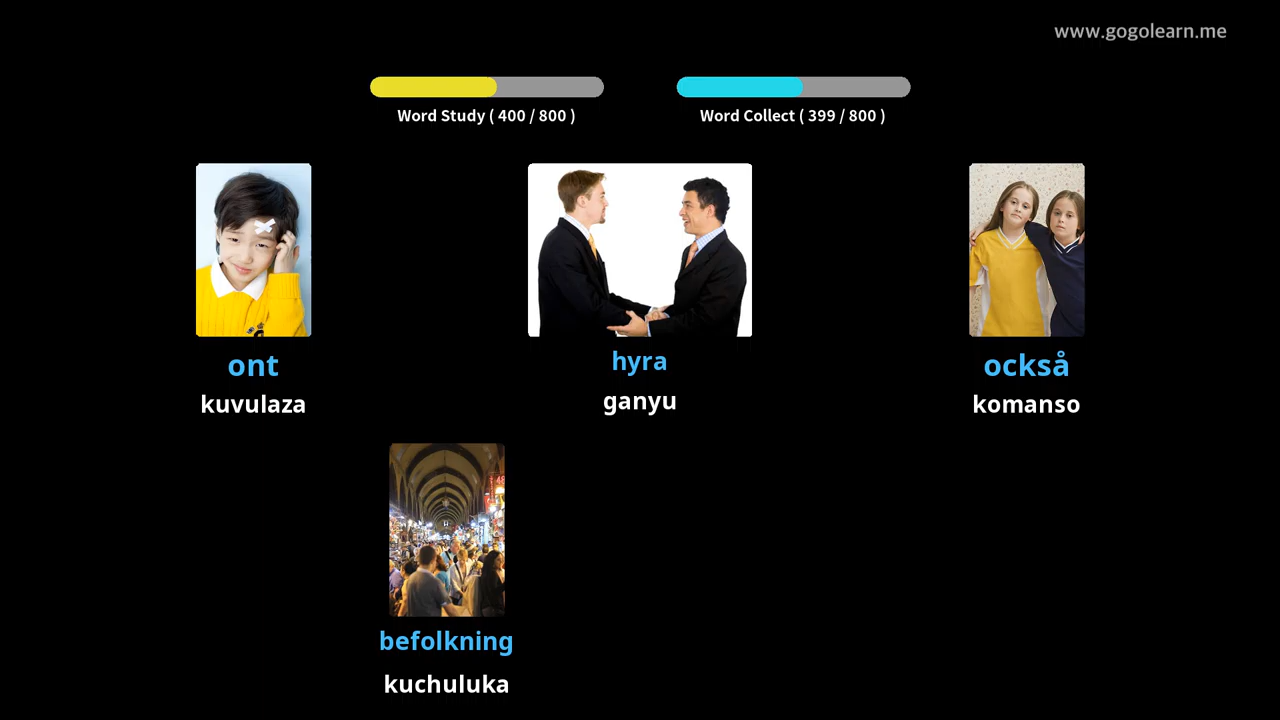 www.gogolearn.me
Word Study ( 400 / 800 )
Word Collect ( 399 / 800 )
ont
kuvulaza
hyra
ganyu
också
komanso
befolkning
kuchuluka